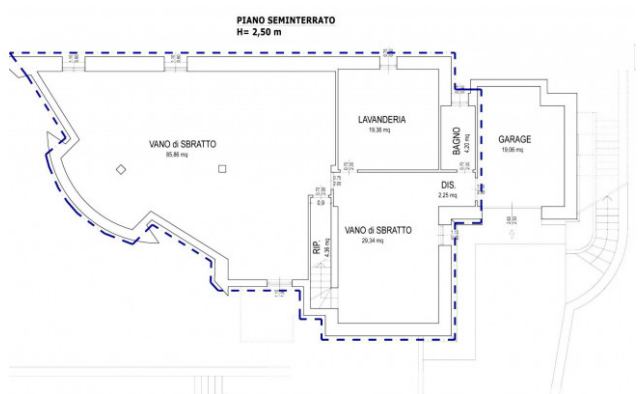 PIANO SEMINTERRATO
H= 2,50 m
VANO di SBRATTO
85.86 mq
LAVANDERIA
19.38 mq
BAGNO
4.20 mq
GARAGE
19.06 mq
DIS.
2.25 mq
VANO di SBRATTO
29.34 mq
RIP.
4.36 mq